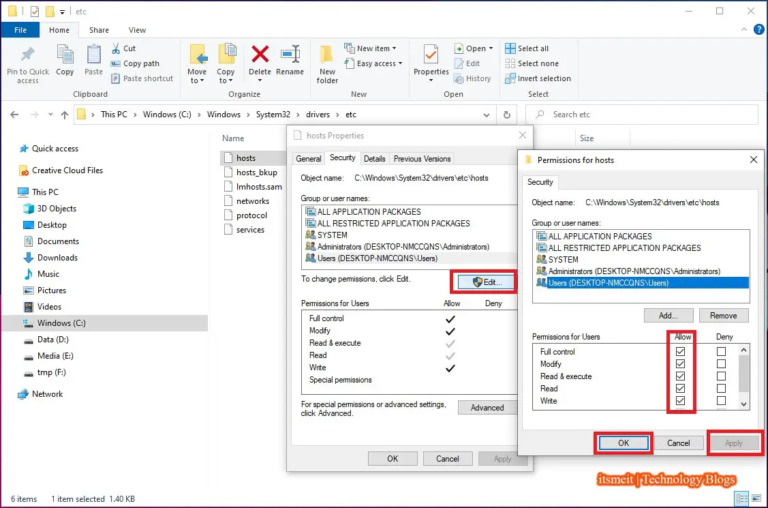 etc
File Home Share View
Pin to Quick access
Copy
Paste
Cut
Copy path
Paste shortcut
Clipboard
Move to
Copy to
Delete
Rename
Organize
New folder
New item
Easy access
New
Properties
Open
Edit
History
Open
Select all
Select none
Invert selection
Select
This PC > Windows (C:) > Windows > System32 > drivers > etc
Search etc
Quick access
Creative Cloud Files
This PC
3D Objects
Desktop
Documents
Downloads
Music
Pictures
Videos
Windows (C:)
Data (D:)
Media (E:)
tmp (F:)
Network
Name
Size
hosts
hosts_bkup
lmhosts.sam
networks
protocol
services
hosts Properties
General Security Details Previous Versions
Object name: C:\Windows\System32\drivers\etc\hosts
Group or user names:
ALL APPLICATION PACKAGES
ALL RESTRICTED APPLICATION PACKAGES
SYSTEM
Administrators (DESKTOP-NMCCQNS\Administrators)
Users (DESKTOP-NMCCQNS\Users)
To change permissions, click Edit.
Edit...
Permissions for Users Allow Deny
Full control
Modify
Read & execute
Read
Write
Special permissions
For special permissions or advanced settings,
click Advanced.
Advanced
OK Cancel Apply
Permissions for hosts
Security
Object name: C:\Windows\System32\drivers\etc\hosts
Group or user names:
ALL APPLICATION PACKAGES
ALL RESTRICTED APPLICATION PACKAGES
SYSTEM
Administrators (DESKTOP-NMCCQNS\Administrators)
Users (DESKTOP-NMCCQNS\Users)
Add... Remove
Permissions for Users Allow Deny
Full control
Modify
Read & execute
Read
Write
OK Cancel Apply
itsmeit | Technology Blogs
6 items 1 item selected 1.40 KB